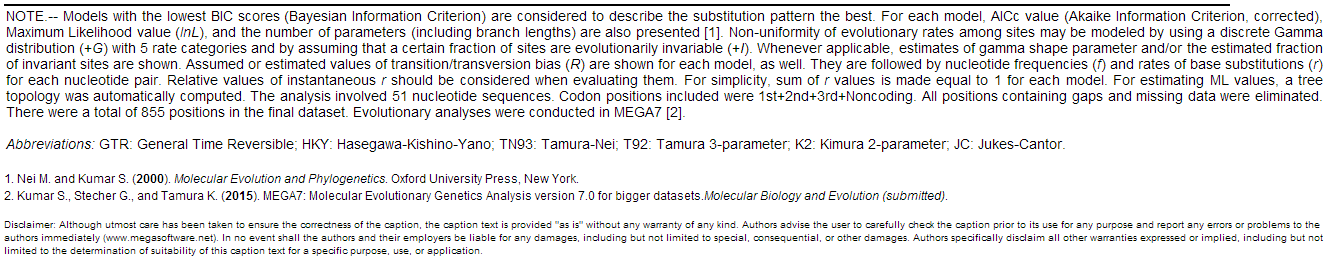 NOTE.-- Models with the lowest BIC scores (Bayesian Information Criterion) are considered to describe the substitution pattern the best. For each model, AICc value (Akaike Information Criterion, corrected),
Maximum Likelihood value (lnL), and the number of parameters (including branch lengths) are also presented [1]. Non-uniformity of evolutionary rates among sites may be modeled by using a discrete Gamma
distribution (+G) with 5 rate categories and by assuming that a certain fraction of sites are evolutionarily invariable (+I). Whenever applicable, estimates of gamma shape parameter and/or the estimated fraction
of invariant sites are shown. Assumed or estimated values of transition/transversion bias (R) are shown for each model, as well. They are followed by nucleotide frequencies (f) and rates of base substitutions (r)
for each nucleotide pair. Relative values of instantaneous r should be considered when evaluating them. For simplicity, sum of r values is made equal to 1 for each model. For estimating ML values, a tree
topology was automatically computed. The analysis involved 51 nucleotide sequences. Codon positions included were 1st+2nd+3rd+Noncoding. All positions containing gaps and missing data were eliminated.
There were a total of 855 positions in the final dataset. Evolutionary analyses were conducted in MEGA7 [2].
Abbreviations: GTR: General Time Reversible; HKY: Hasegawa-Kishino-Yano; TN93: Tamura-Nei; T92: Tamura 3-parameter; K2: Kimura 2-parameter; JC: Jukes-Cantor.
1. Nei M. and Kumar S. (2000). Molecular Evolution and Phylogenetics. Oxford University Press, New York.
2. Kumar S., Stecher G., and Tamura K. (2015). MEGA7: Molecular Evolutionary Genetics Analysis version 7.0 for bigger datasets.Molecular Biology and Evolution (submitted).
Disclaimer: Although utmost care has been taken to ensure the correctness of the caption, the caption text is provided "as is" without any warranty of any kind. Authors advise the user to carefully check the caption prior to its use for any purpose and report any errors or problems to the
authors immediately (www.megasoftware.net). In no event shall the authors and their employers be liable for any damages, including but not limited to special, consequential, or other damages. Authors specifically disclaim all other warranties expressed or implied, including but not
limited to the determination of suitability of this caption text for a specific purpose, use, or application.